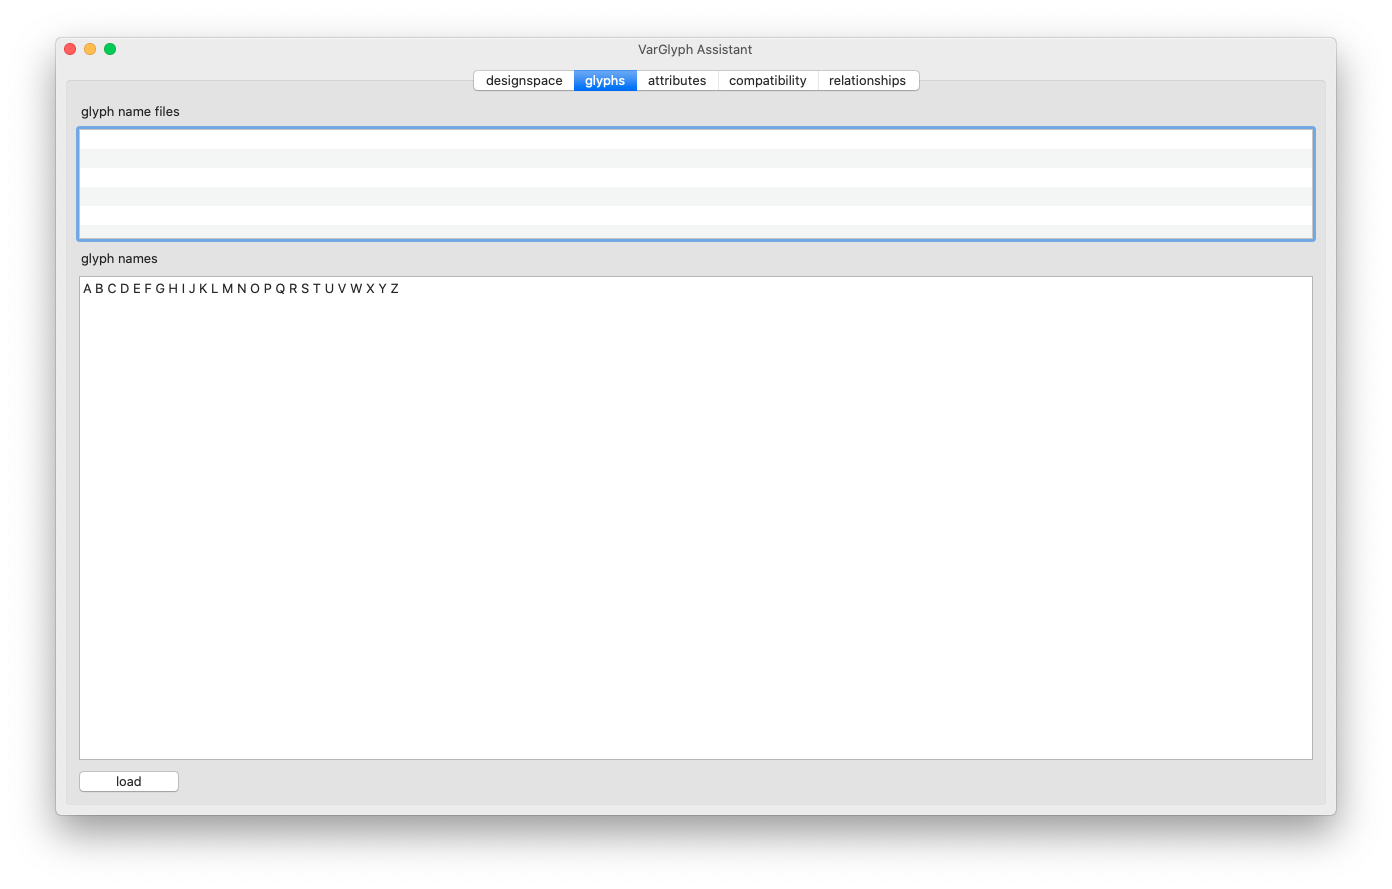 VarGlyph Assistant
designspace glyphs attributes compatibility relationships
glyph name files
glyph names
A B C D E F G H I J K L M N O P Q R S T U V W X Y Z
load